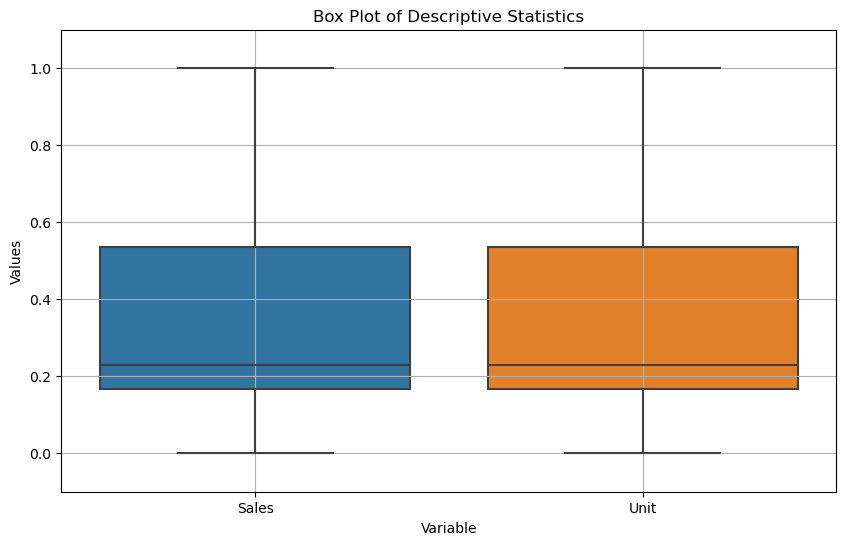 Box Plot of Descriptive Statistics
1.0
0.8
0.6
0.4
0.2
0.0
Values
Sales
Unit
Variable